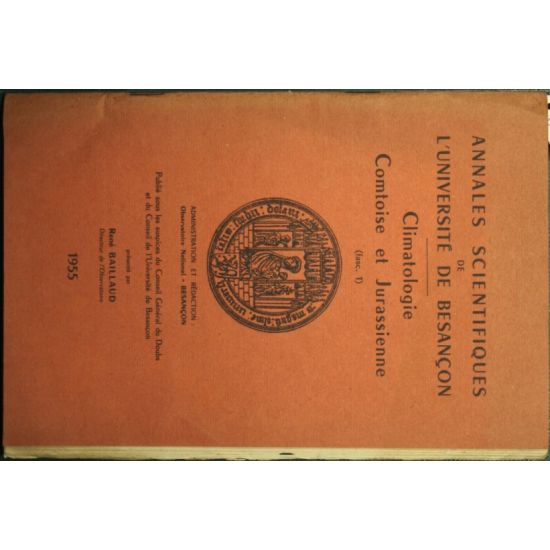 ANNALES SCIENTIFIQUES
DE
L'UNIVERSITÉ DE BESANÇON
Climatologie
Comtoise et Jurassienne
(fasc. 1)
ADMINISTRATION ET RÉDACTION
Observatoire National - BESANÇON
Publié sous les auspices du Conseil Général du Doubs
et du Conseil de l'Université de Besançon
présenté par
René BAILLAUD
Directeur de l'Observatoire
1955